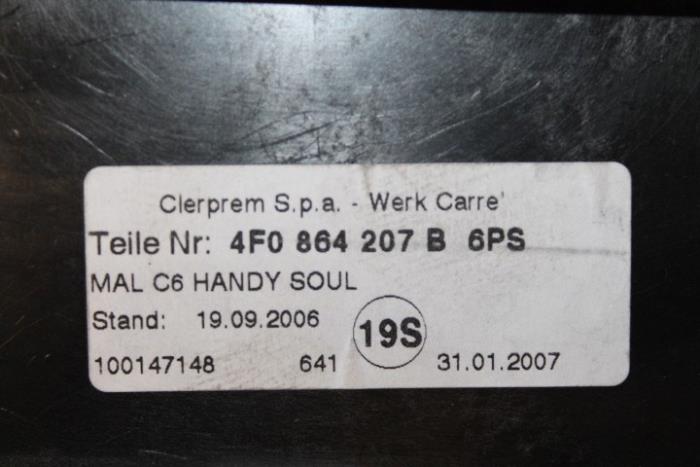 Clerprem S.p.a. - Werk Carre'
Teile Nr: 4F0 864 207 B 6PS
MAL C6 HANDY SOUL
Stand: 19.09.2006
19S
100147148 641 31.01.2007